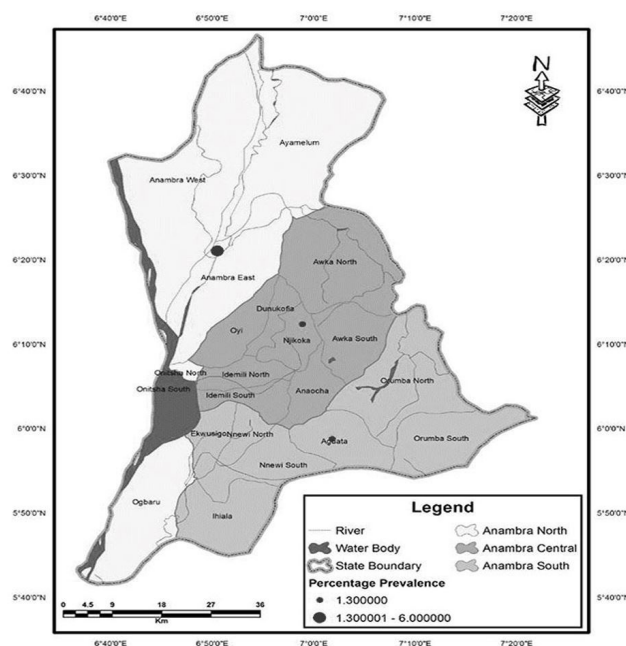 6°40'0"E 6°50'0"E 7°0'0"E 7°10'0"E 7°20'0"E
N
6°40'0"N 6°40'0"N
Ayamelum
6°30'0"N Anambra West 6°30'0"N
6°20'0"N 6°20'0"N
Awka North
Anambra East
Dunukofia
Oyi Awka South
6°10'0"N Njikoka 6°10'0"N
Onitsha North Idemili North Orumba North
Onitsha South Idemili South Anaocha
6°0'0"N Nnewi North Aguata Orumba South 6°0'0"N
Nnewi South
5°50'0"N Ogbaru Ihiala 5°50'0"N
5°40'0"N 5°40'0"N
0 4.5 9 18 27 36
Km
Legend
River Anambra North
Water Body Anambra Central
State Boundary Anambra South
Percentage Prevalence
1.300000
1.300001 - 6.000000
6°40'0"E 6°50'0"E 7°0'0"E 7°10'0"E 7°20'0"E